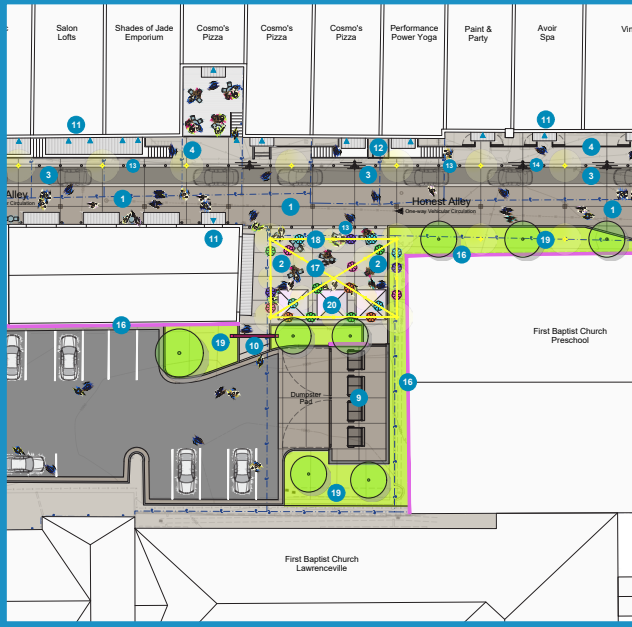 Salon
Lofts
Shades of Jade
Emporium
Cosmo's
Pizza
Cosmo's
Pizza
Cosmo's
Pizza
Performance
Power Yoga
Paint &
Party
Avoir
Spa
11
11
4
12
4
13
13
14
3
3
3
Alley
Circulation
1
1
Honest Alley
One-way Vehicular Circulation
1
11
18
13
19
2
17
2
16
20
16
19
10
First Baptist Church
Preschool
16
Dumpster
Pad
9
19
First Baptist Church
Lawrenceville